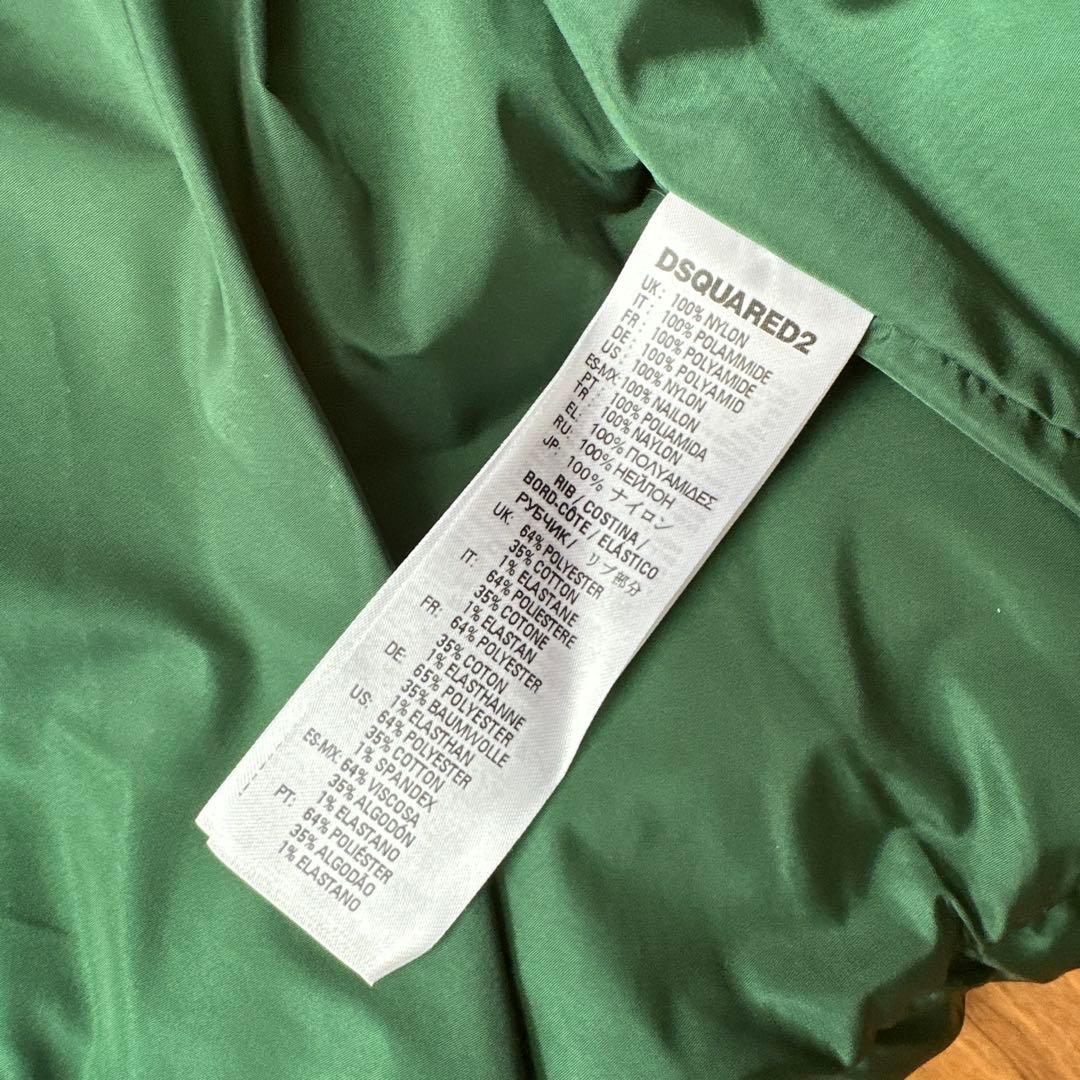 DSQUARED2
UK: 100% NYLON
IT: 100% POLAMMIDE
FR: 100% POLYAMIDE
DE: 100% POLYAMID
US: 100% NYLON
ES-MX: 100% NAILON
PT: 100% POLIAMIDA
TR: 100% NAYLON
EL: 100% ΠΟΛΥΑΜΙΔΕΣ
RU: 100% НЕЙПОН
JP: 100% ナイロン
RIB / COSTINA /
BORD-CÔTE / ELÁSTICO
РУБЧИК / リブ部分
UK: 64% POLYESTER
35% COTTON
1% ELASTANE
IT: 64% POLIESTERE
35% COTONE
1% ELASTAN
FR: 64% POLYESTER
35% COTON
1% ELASTHANNE
DE: 65% POLYESTER
35% BAUMWOLLE
1% ELASTHAN
US: 64% POLYESTER
35% COTTON
1% SPANDEX
ES-MX: 64% VISCOSA
35% ALGODÓN
1% ELASTANO
PT: 64% POLIÉSTER
35% ALGODÃO
1% ELASTANO